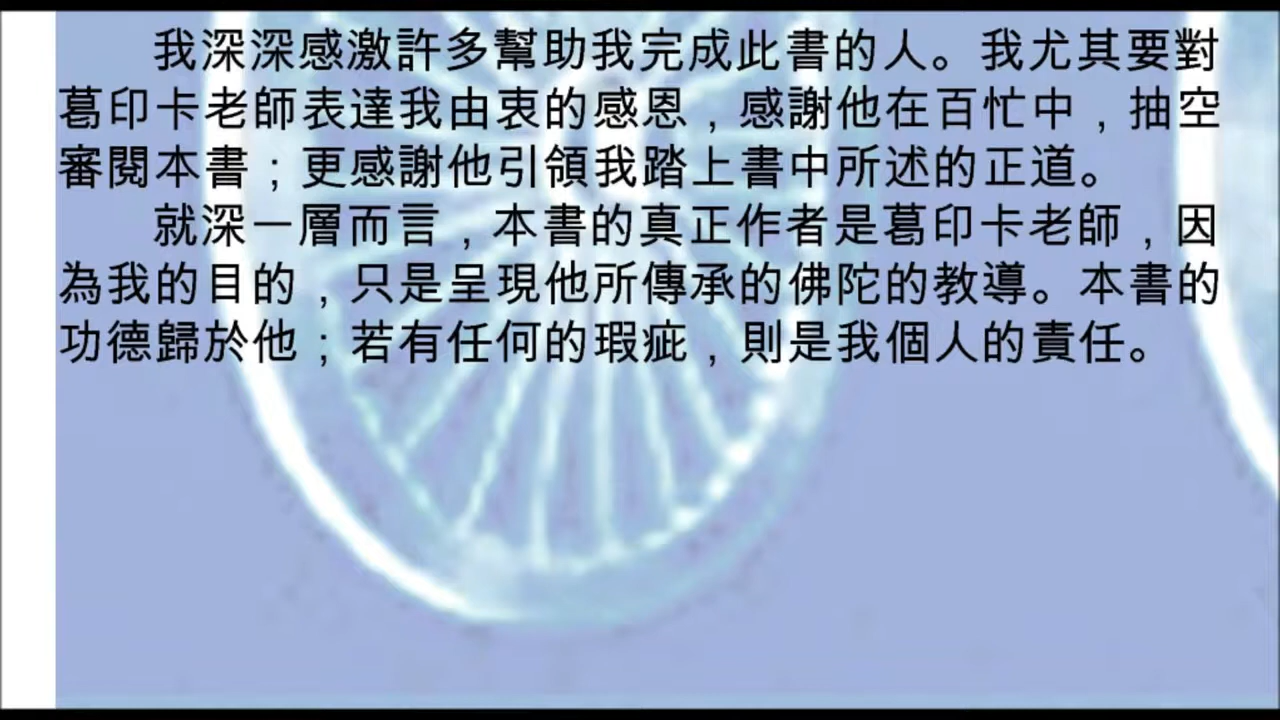 我深深感激許多幫助我完成此書的人。我尤其要對
葛印卡老師表達我由衷的感恩，感謝他在百忙中，抽空
審閱本書；更感謝他引領我踏上書中所述的正道。
就深一層而言，本書的真正作者是葛印卡老師，因
為我的目的，只是呈現他所傳承的佛陀的教導。本書的
功德歸於他；若有任何的瑕疵，則是我個人的責任。